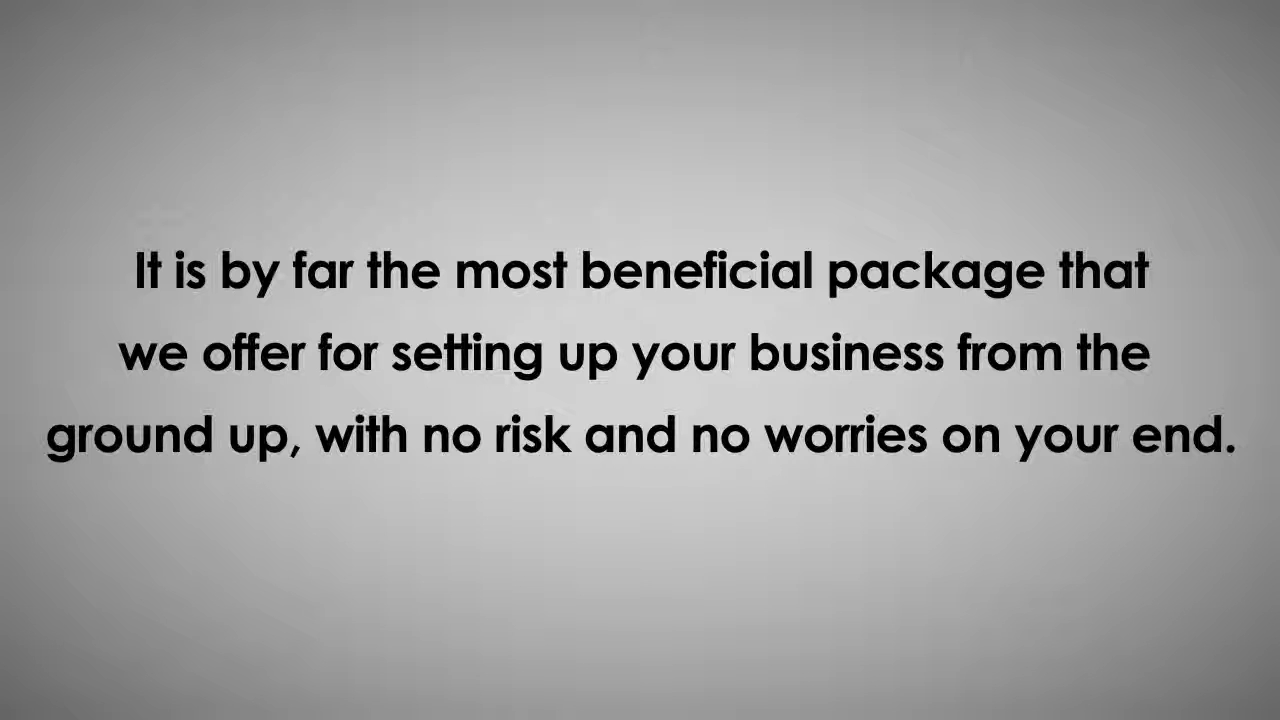 It is by far the most beneficial package that
we offer for setting up your business from the
ground up, with no risk and no worries on your end.